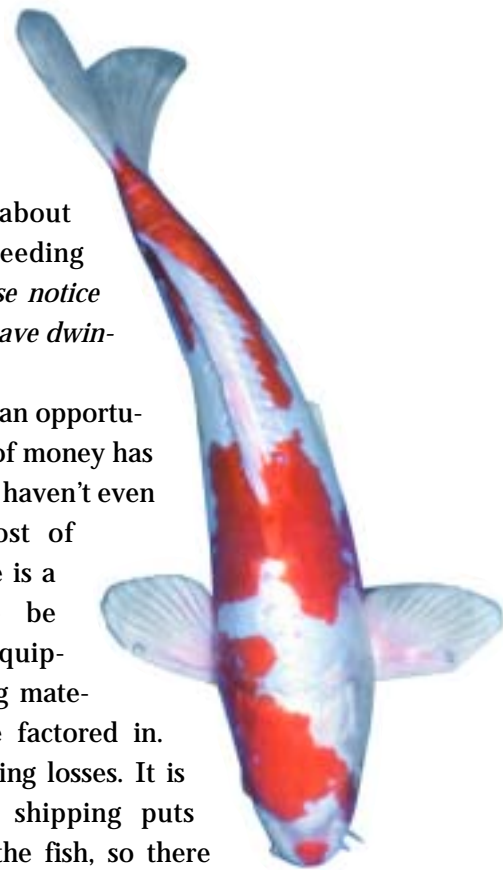 about
eeding
se notice
ave dwin-
an opportu-
of money has
haven't even
ost of
e is a
be
quip-
g mate-
e factored in.
ing losses. It is
shipping puts
the fish, so there